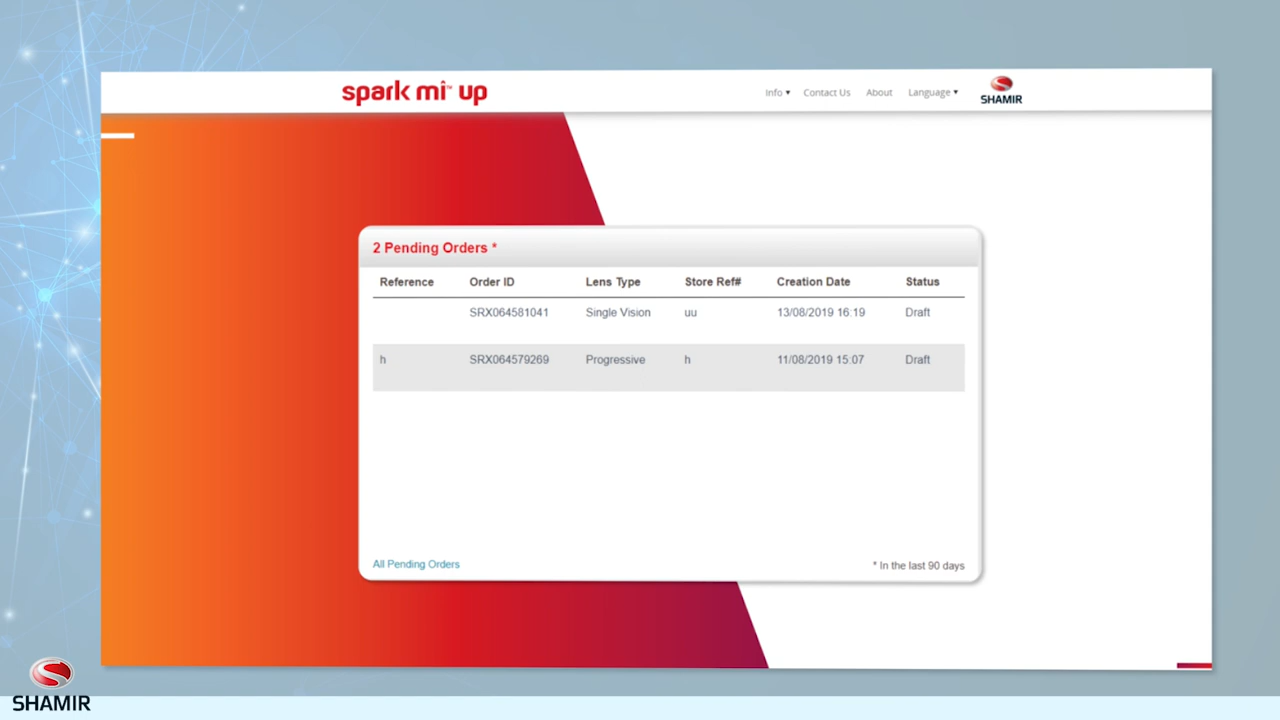 spark mî™ up
Info ▾ Contact Us About Language ▾ SHAMIR
2 Pending Orders *
Reference Order ID Lens Type Store Ref# Creation Date Status
SRX064581041 Single Vision uu 13/08/2019 16:19 Draft
h SRX064579269 Progressive h 11/08/2019 15:07 Draft
All Pending Orders * In the last 90 days
SHAMIR